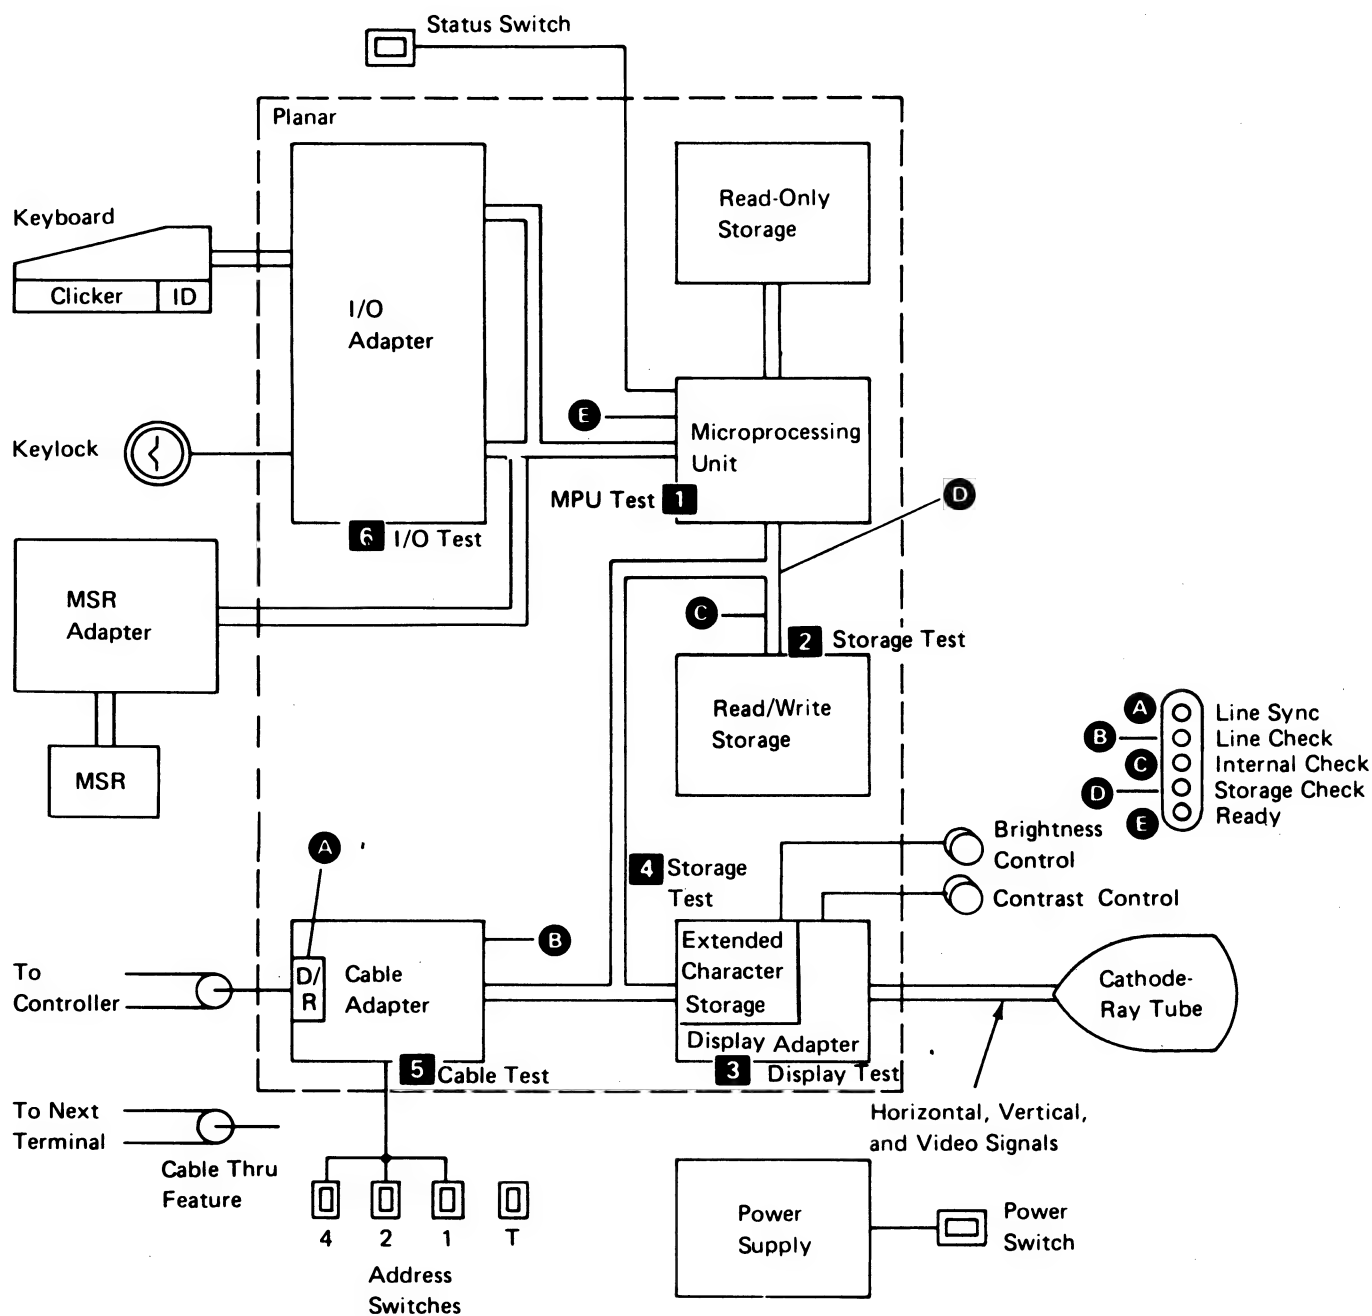 Status Switch
Planar
Keyboard
Clicker
ID
I/O
Adapter
Read-Only
Storage
E
Microprocessing
Unit
Keylock
MPU Test 1
D
6 I/O Test
MSR
Adapter
C
2 Storage Test
MSR
Read/Write
Storage
A
Line Sync
B
Line Check
C
Internal Check
D
Storage Check
E
Ready
Brightness
Control
Contrast Control
A
4 Storage
Test
B
To
Controller
D/
R
Cable
Adapter
Extended
Character
Storage
Display Adapter
Cathode-
Ray Tube
5 Cable Test
3 Display Test
To Next
Terminal
Horizontal, Vertical,
and Video Signals
Cable Thru
Feature
4 2 1 T
Address
Switches
Power
Supply
Power
Switch